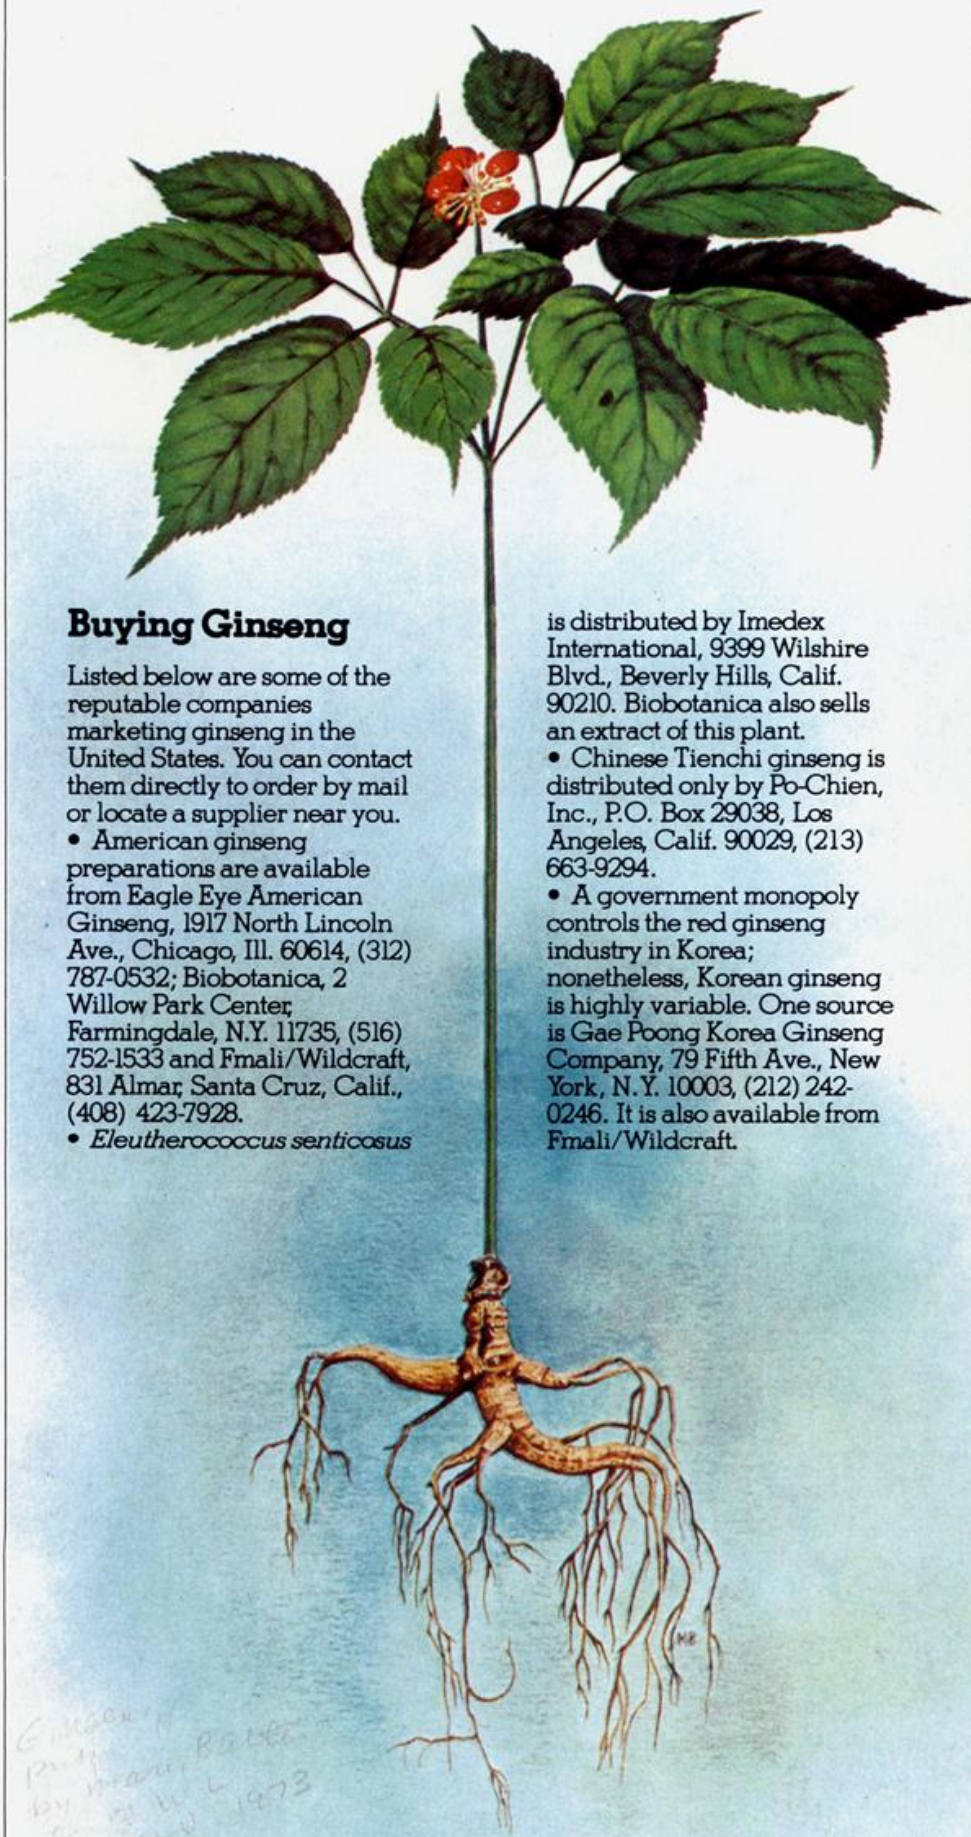 Buying Ginseng
Listed below are some of the
reputable companies
marketing ginseng in the
United States. You can contact
them directly to order by mail
or locate a supplier near you.
• American ginseng
preparations are available
from Eagle Eye American
Ginseng, 1917 North Lincoln
Ave., Chicago, Ill. 60614, (312)
787-0532; Biobotanica, 2
Willow Park Center,
Farmingdale, N.Y. 11735, (516)
752-1533 and Fmali/Wildcraft,
831 Almar, Santa Cruz, Calif.,
(408) 423-7928.
• Eleutherococcus senticosus
is distributed by Imedex
International, 9399 Wilshire
Blvd., Beverly Hills, Calif.
90210. Biobotanica also sells
an extract of this plant.
• Chinese Tienchi ginseng is
distributed only by Po-Chien,
Inc., P.O. Box 29038, Los
Angeles, Calif. 90029, (213)
663-9294.
• A government monopoly
controls the red ginseng
industry in Korea;
nonetheless, Korean ginseng
is highly variable. One source
is Gae Poong Korea Ginseng
Company, 79 Fifth Ave., New
York, N.Y. 10003, (212) 242-
0246. It is also available from
Fmali/Wildcraft.
MB
by
1973